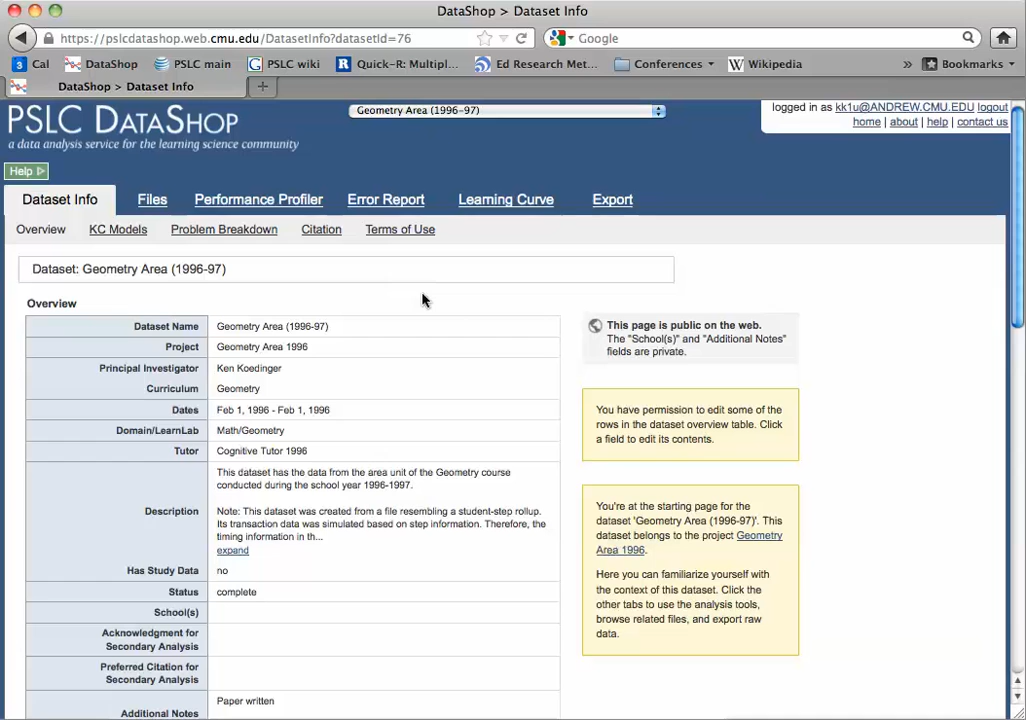 DataShop > Dataset Info
https://pslcdatashop.web.cmu.edu/DatasetInfo?datasetId=76
Google
3 Cal DataShop PSLC main PSLC wiki Quick–R: Multipl... Ed Research Met... Conferences Wikipedia » Bookmarks
DataShop > Dataset Info
PSLC DATASHOP
a data analysis service for the learning science community
Geometry Area (1996-97)
logged in as kk1u@ANDREW.CMU.EDU logout
home | about | help | contact us
Help
Dataset Info Files Performance Profiler Error Report Learning Curve Export
Overview KC Models Problem Breakdown Citation Terms of Use
Dataset: Geometry Area (1996-97)
Overview
Dataset Name Geometry Area (1996-97)
Project Geometry Area 1996
Principal Investigator Ken Koedinger
Curriculum Geometry
Dates Feb 1, 1996 - Feb 1, 1996
Domain/LearnLab Math/Geometry
Tutor Cognitive Tutor 1996
Description
This dataset has the data from the area unit of the Geometry course
conducted during the school year 1996-1997.
Note: This dataset was created from a file resembling a student-step rollup.
Its transaction data was simulated based on step information. Therefore, the
timing information in th...
expand
Has Study Data no
Status complete
School(s)
Acknowledgment for
Secondary Analysis
Preferred Citation for
Secondary Analysis
Additional Notes Paper written
This page is public on the web.
The "School(s)" and "Additional Notes"
fields are private.
You have permission to edit some of the
rows in the dataset overview table. Click
a field to edit its contents.
You're at the starting page for the
dataset 'Geometry Area (1996-97)'. This
dataset belongs to the project Geometry
Area 1996.
Here you can familiarize yourself with
the context of this dataset. Click the
other tabs to use the analysis tools,
browse related files, and export raw
data.